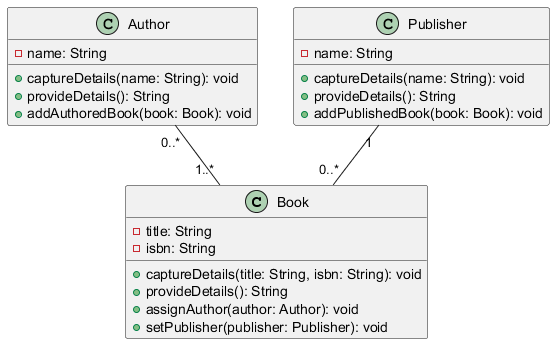 C Author
name: String
captureDetails(name: String): void
provideDetails(): String
addAuthoredBook(book: Book): void
C Publisher
name: String
captureDetails(name: String): void
provideDetails(): String
addPublishedBook(book: Book): void
0..*
1
1..*
0..*
C Book
title: String
isbn: String
captureDetails(title: String, isbn: String): void
provideDetails(): String
assignAuthor(author: Author): void
setPublisher(publisher: Publisher): void